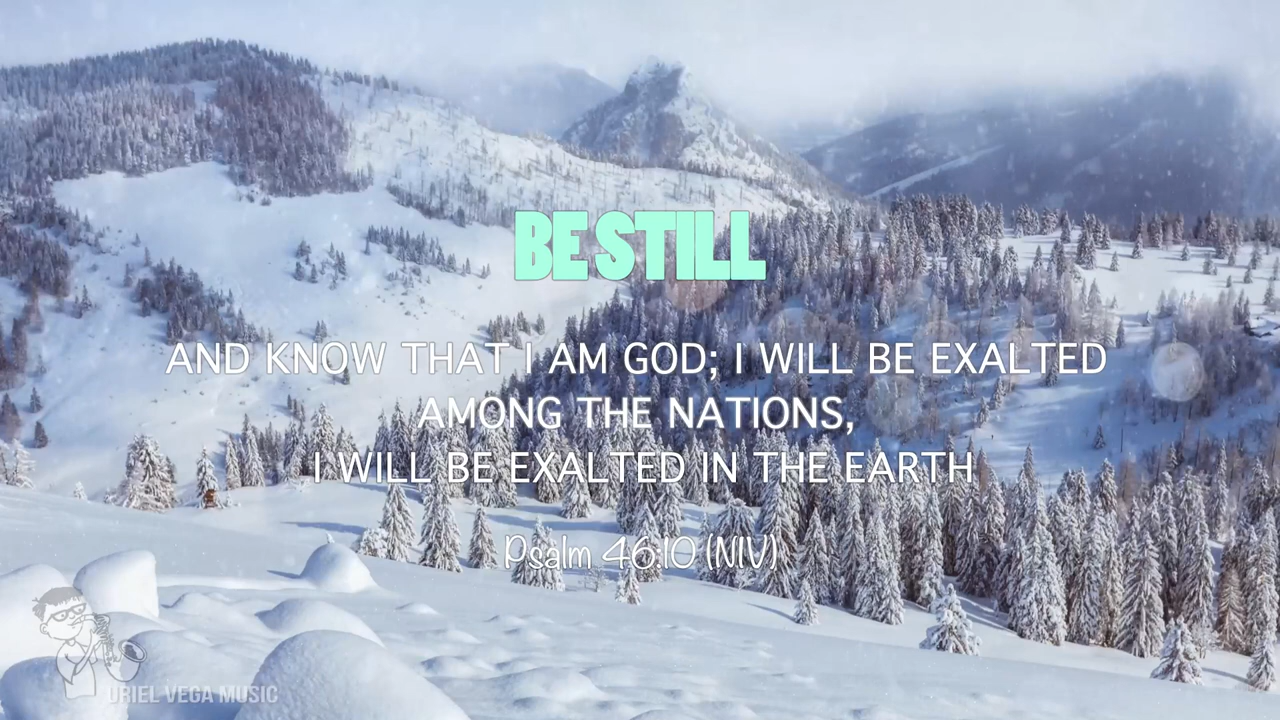 BE STILL
AND KNOW THAT I AM GOD; I WILL BE EXALTED
AMONG THE NATIONS,
I WILL BE EXALTED IN THE EARTH
Psalm 46:10 (NIV)
URIEL VEGA MUSIC